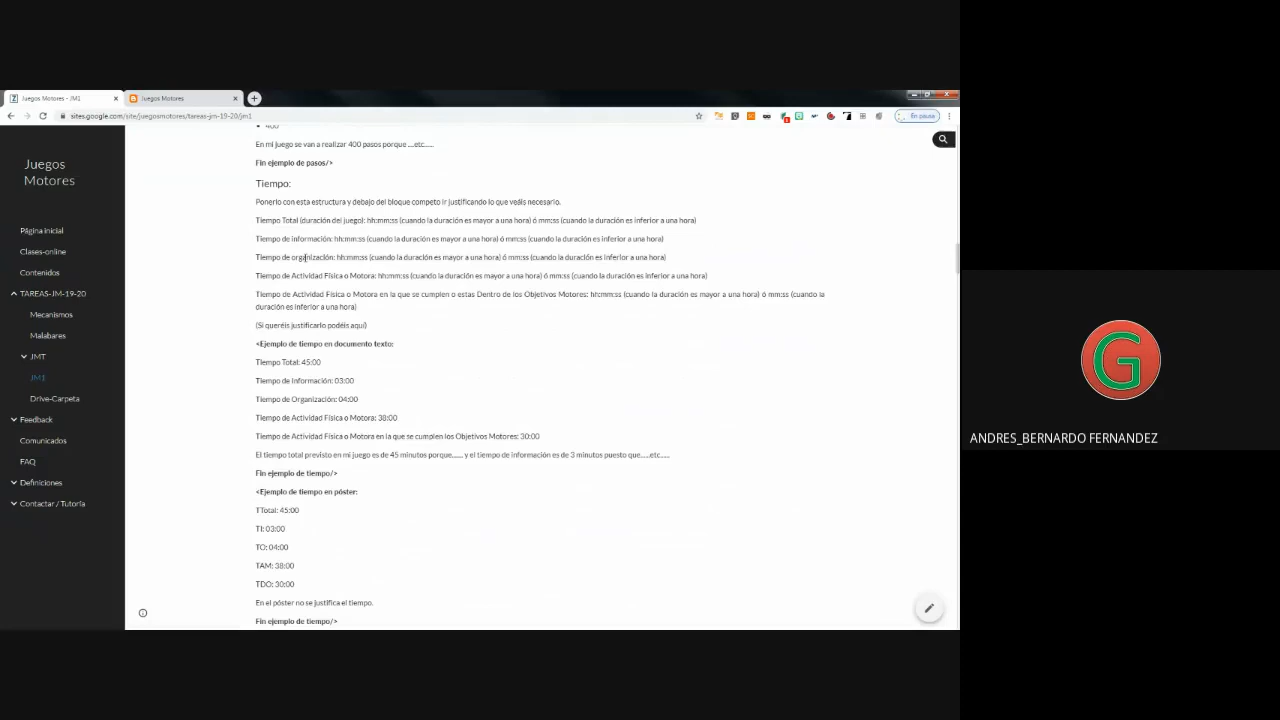 Juegos Motores - JM1
Juegos Motores
sites.google.com/site/juegosmotores/tareas-jm-19-20/jm1
En pausa
Juegos
Motores
Página inicial
Clases-online
Contenidos
TAREAS-JM-19-20
Mecanismos
Malabares
JMT
JM1
Drive-Carpeta
Feedback
Comunicados
FAQ
Definiciones
Contactar / Tutoría
400
En mi juego se van a realizar 400 pasos porque ....etc......
Fin ejemplo de pasos/>
Tiempo:
Ponerlo con esta estructura y debajo del bloque competo ir justificando lo que veáis necesario.
Tiempo Total (duración del juego): hh:mm:ss (cuando la duración es mayor a una hora) ó mm:ss (cuando la duración es inferior a una hora)
Tiempo de información: hh:mm:ss (cuando la duración es mayor a una hora) ó mm:ss (cuando la duración es inferior a una hora)
Tiempo de organización: hh:mm:ss (cuando la duración es mayor a una hora) ó mm:ss (cuando la duración es inferior a una hora)
Tiempo de Actividad Física o Motora: hh:mm:ss (cuando la duración es mayor a una hora) ó mm:ss (cuando la duración es inferior a una hora)
Tiempo de Actividad Física o Motora en la que se cumplen o estas Dentro de los Objetivos Motores: hh:mm:ss (cuando la duración es mayor a una hora) ó mm:ss (cuando la
duración es inferior a una hora)
(Si queréis justificarlo podéis aquí)
<Ejemplo de tiempo en documento texto:
Tiempo Total: 45:00
Tiempo de Información: 03:00
Tiempo de Organización: 04:00
Tiempo de Actividad Física o Motora: 38:00
Tiempo de Actividad Física o Motora en la que se cumplen los Objetivos Motores: 30:00
El tiempo total previsto en mi juego es de 45 minutos porque...... y el tiempo de información es de 3 minutos puesto que.....etc......
Fin ejemplo de tiempo/>
<Ejemplo de tiempo en póster:
TTotal: 45:00
TI: 03:00
TO: 04:00
TAM: 38:00
TDO: 30:00
En el póster no se justifica el tiempo.
Fin ejemplo de tiempo/>
G
ANDRES_BERNARDO FERNANDEZ